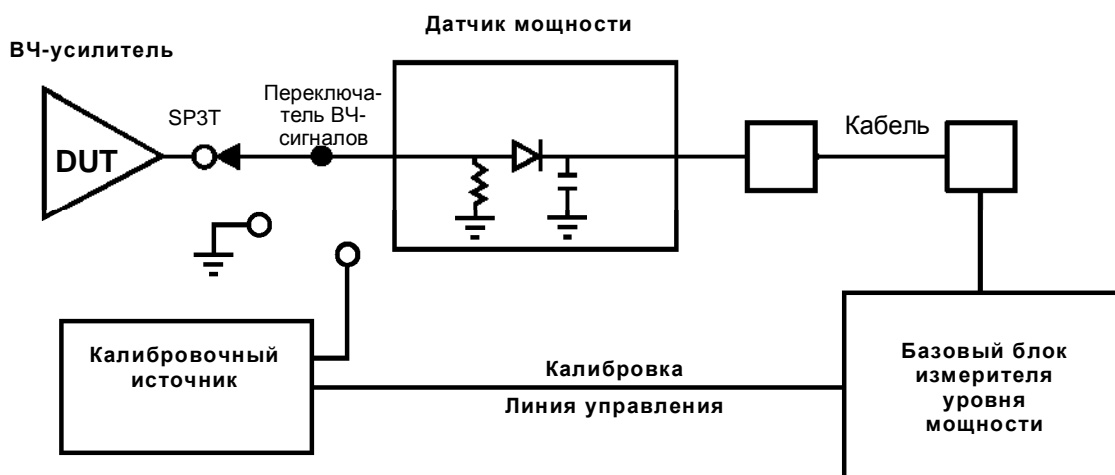 Датчик мощности
ВЧ-усилитель
DUT
SP3T
Переключа-
тель ВЧ-
сигналов
Кабель
Калибровочный
источник
Калибровка
Линия управления
Базовый блок
измерителя
уровня
мощности